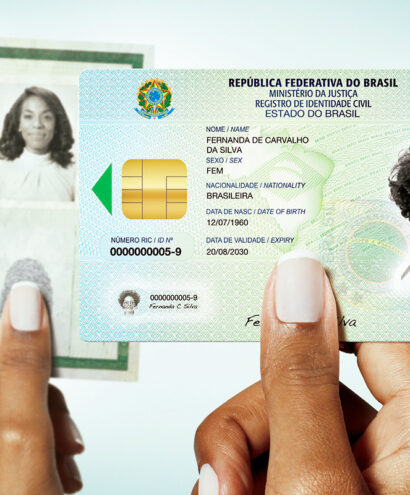 REPÚBLICA FEDERATIVA DO BRASIL
MINISTÉRIO DA JUSTIÇA
REGISTRO DE IDENTIDADE CIVIL
ESTADO DO BRASIL
NOME / NAME
FERNANDA DE CARVALHO
DA SILVA
SEXO / SEX
FEM
NACIONALIDADE / NATIONALITY
BRASILEIRA
DATA DE NASC / DATE OF BIRTH
12/07/1960
NÚMERO RIC / ID Nº
0000000005-9
DATA DE VALIDADE / EXPIRY
20/08/2030
0000000005-9
Fernanda C Silva